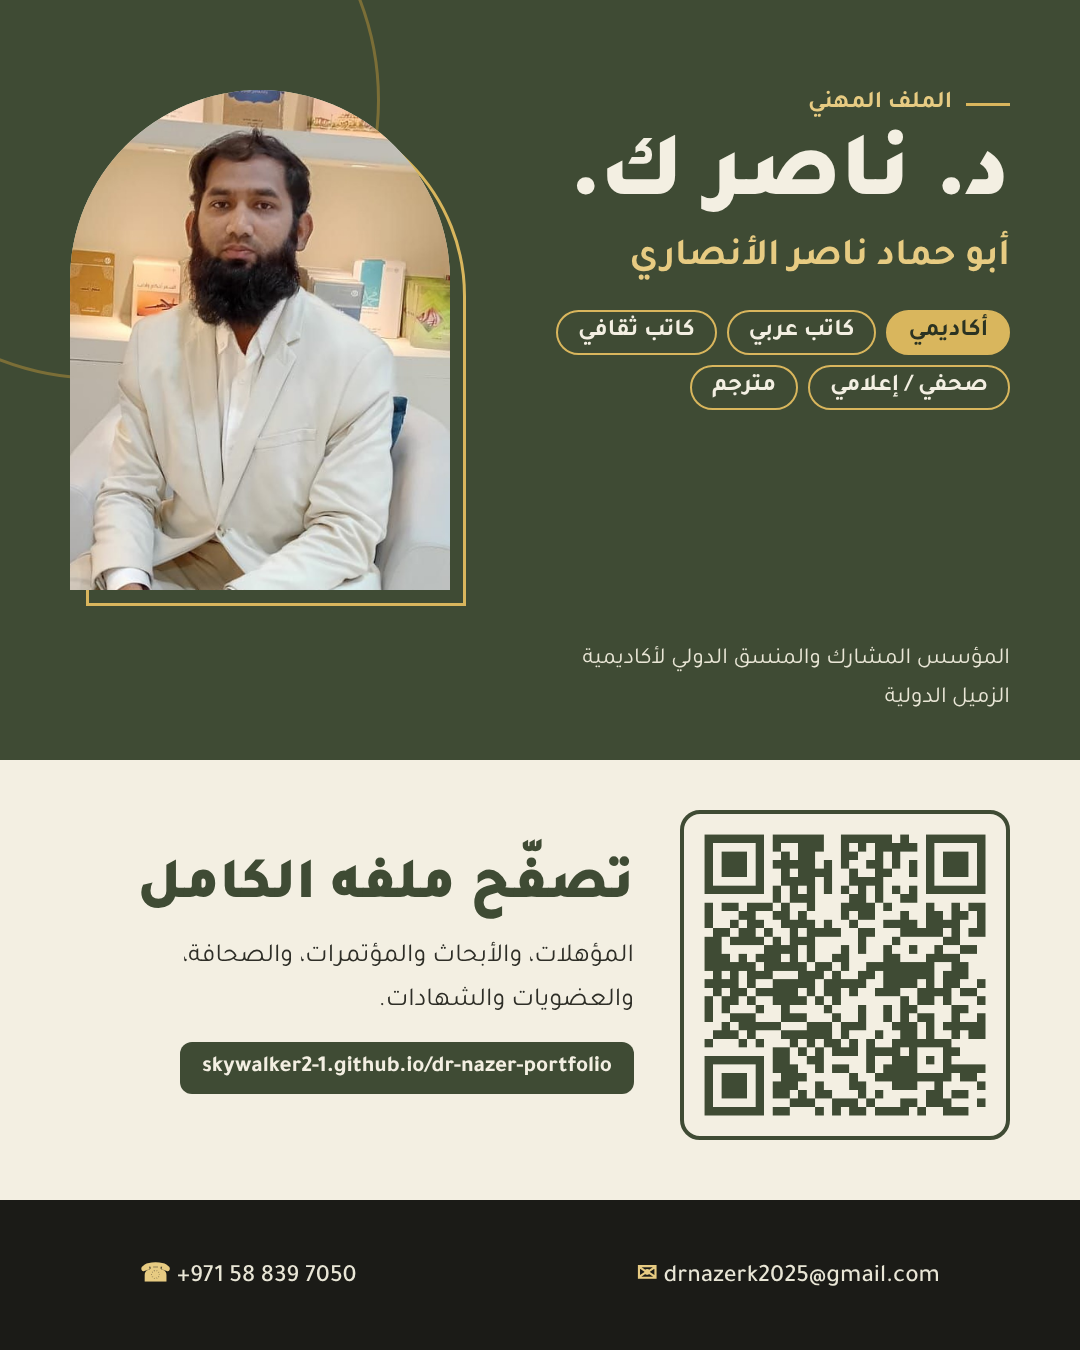 الملف المهني
د. ناصر ك.
أبو حماد ناصر الأنصاري
أكاديمي
كاتب عربي
كاتب ثقافي
صحفي / إعلامي
مترجم
المؤسس المشارك والمنسق الدولي لأكاديمية
الزميل الدولية
تصفّح ملفه الكامل
المؤهلات، والأبحاث والمؤتمرات، والصحافة،
والعضويات والشهادات.
skywalker2-1.github.io/dr-nazer-portfolio
✉ drnazerk2025@gmail.com
☎ +971 58 839 7050